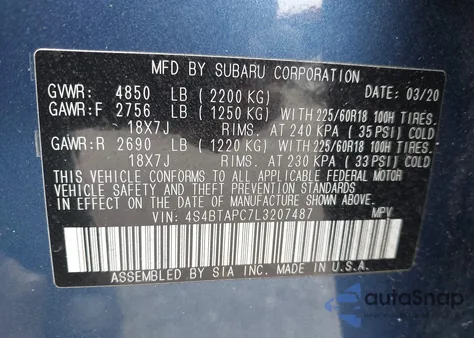 MFD BY SUBARU CORPORATION
GVWR: 4850 LB (2200 KG) DATE: 03/20
GAWR:F 2756 LB (1250 KG) WITH 225/60R18 100H TIRES.
18X7J RIMS. AT 240 KPA (35 PSI) COLD
GAWR:R 2690 LB (1220 KG) WITH 225/60R18 100H TIRES.
18X7J RIMS. AT 230 KPA (33 PSI) COLD
THIS VEHICLE CONFORMS TO ALL APPLICABLE FEDERAL MOTOR
VEHICLE SAFETY AND THEFT PREVENTION STANDARDS
IN EFFECT ON THE DATE OF MANUFACTURE SHOWN ABOVE.
VIN: 4S4BTAPC7L3207487 MPV
ASSEMBLED BY SIA INC. MADE IN U.S.A.
autoSnap